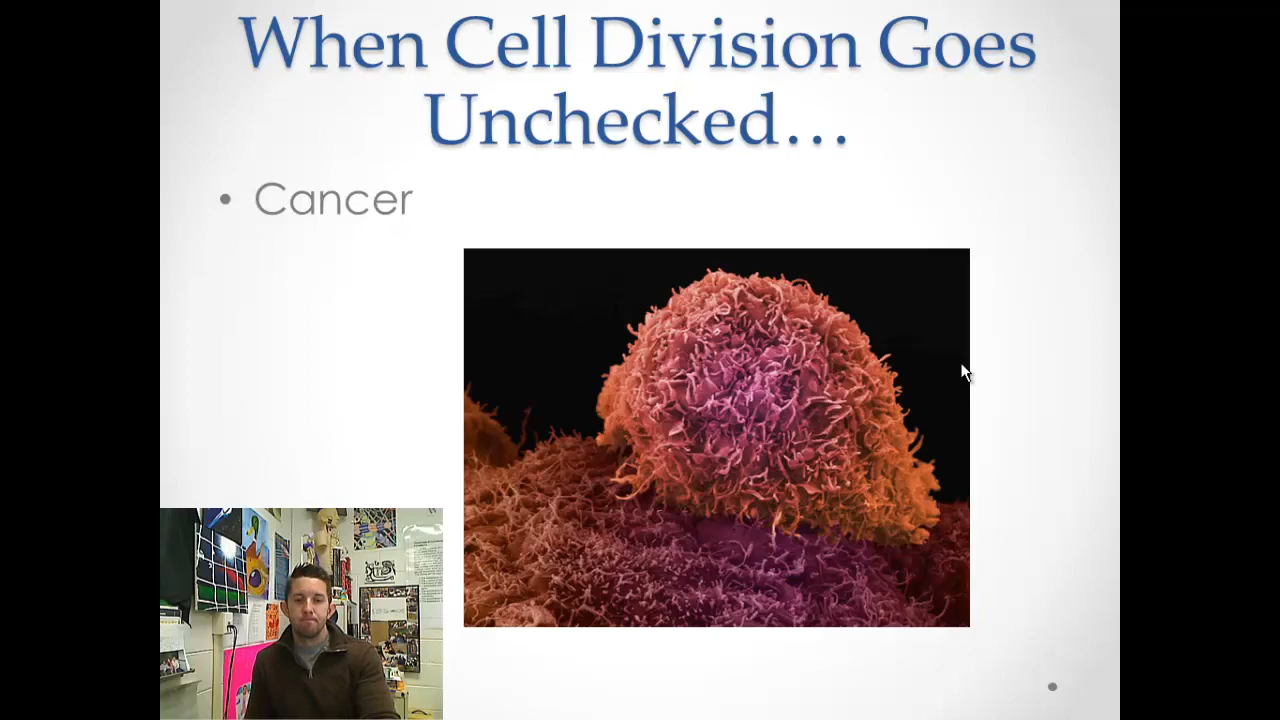 When Cell Division Goes
Unchecked…
• Cancer